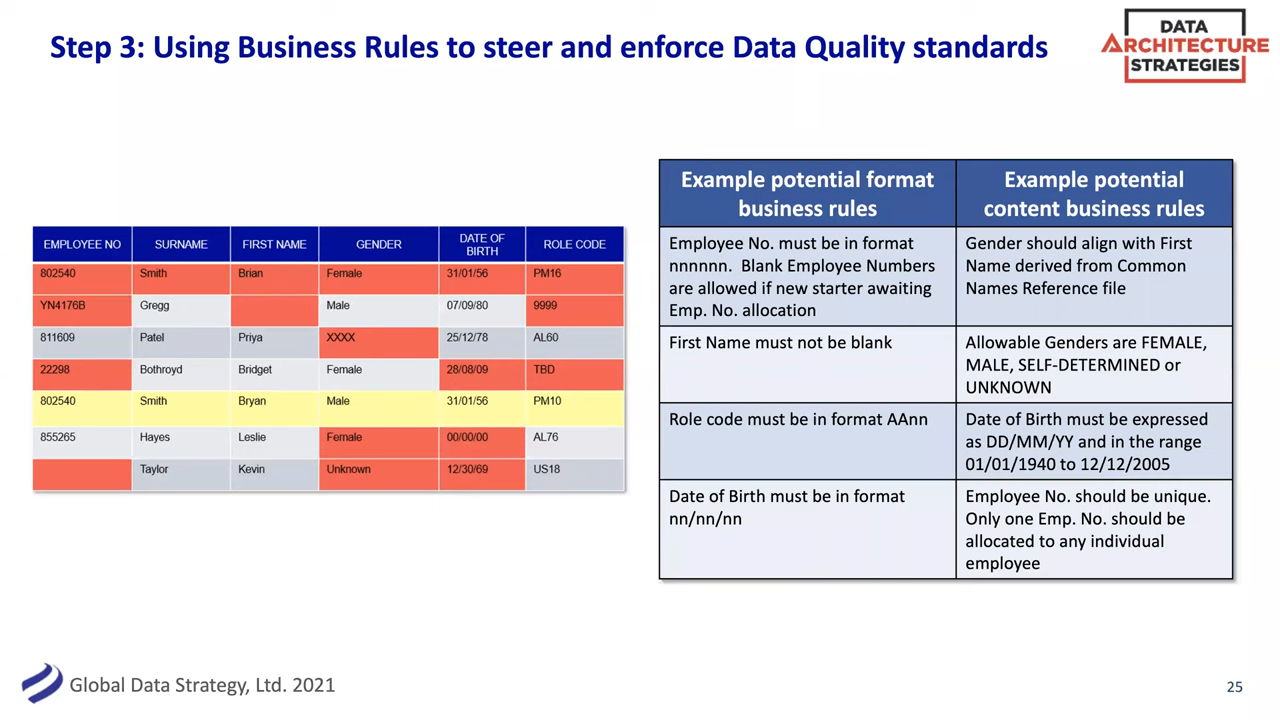 Step 3: Using Business Rules to steer and enforce Data Quality standards
DATA
ARCHITECTURE
STRATEGIES
EMPLOYEE NO SURNAME FIRST NAME GENDER DATE OF BIRTH ROLE CODE
802540 Smith Brian Female 31/01/56 PM16
YN4176B Gregg Male 07/09/80 9999
811609 Patel Priya XXXX 25/12/78 AL60
22298 Bothroyd Bridget Female 28/08/09 TBD
802540 Smith Bryan Male 31/01/56 PM10
855265 Hayes Leslie Female 00/00/00 AL76
Taylor Kevin Unknown 12/30/69 US18
Example potential format
business rules
Example potential
content business rules
Employee No. must be in format
nnnnnn. Blank Employee Numbers
are allowed if new starter awaiting
Emp. No. allocation
Gender should align with First
Name derived from Common
Names Reference file
First Name must not be blank
Allowable Genders are FEMALE,
MALE, SELF-DETERMINED or
UNKNOWN
Role code must be in format AAnn
Date of Birth must be expressed
as DD/MM/YY and in the range
01/01/1940 to 12/12/2005
Date of Birth must be in format
nn/nn/nn
Employee No. should be unique.
Only one Emp. No. should be
allocated to any individual
employee
Global Data Strategy, Ltd. 2021
25